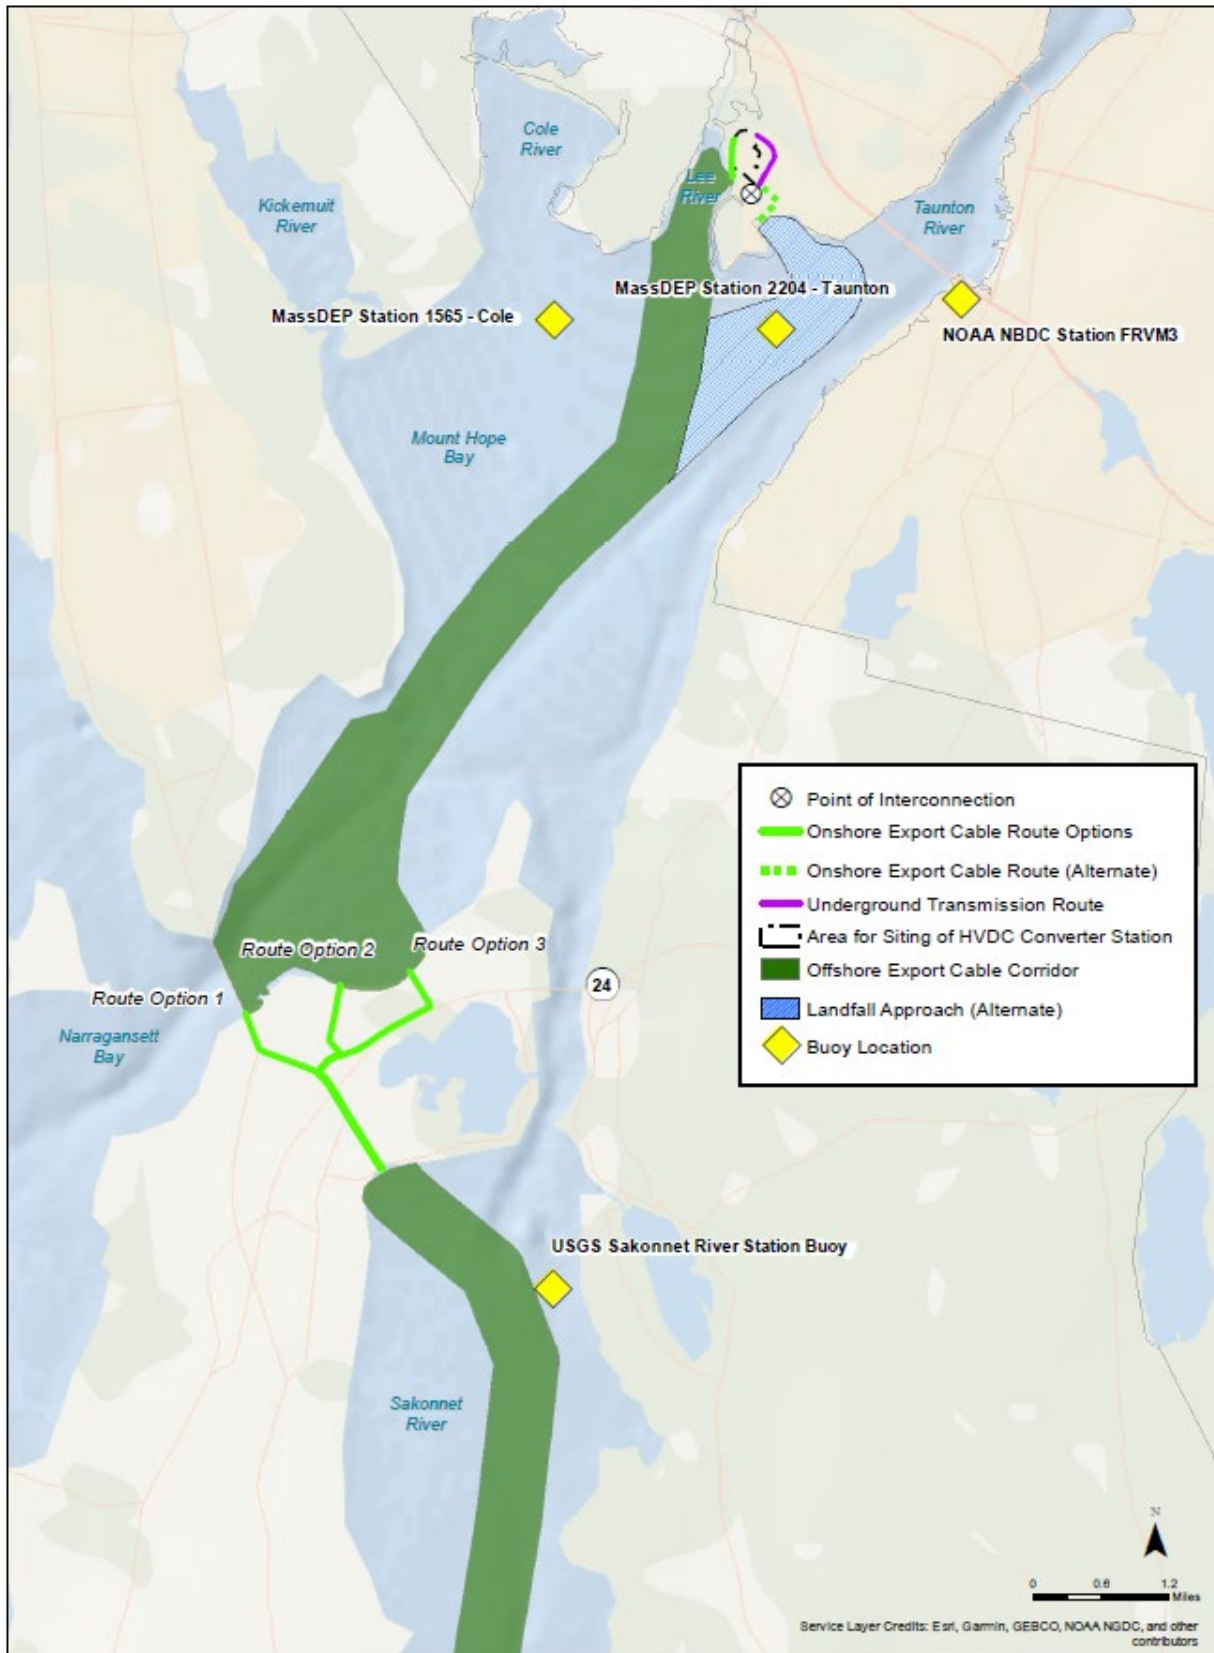 Cole
River
Kickemuit
River
Lee
River
Taunton
River
MassDEP Station 2204 - Taunton
MassDEP Station 1565 - Cole
NOAA NBDC Station FRVM3
Mount Hope
Bay
Point of Interconnection
Onshore Export Cable Route Options
Onshore Export Cable Route (Alternate)
Underground Transmission Route
Area for Siting of HVDC Converter Station
Offshore Export Cable Corridor
Landfall Approach (Alternate)
Buoy Location
Route Option 2
Route Option 3
Route Option 1
24
Narragansett
Bay
USGS Sakonnet River Station Buoy
Sakonnet
River
N
0 0.6 1.2
Miles
Service Layer Credits: Esri, Garmin, GEBCO, NOAA NGDC, and other
contributors